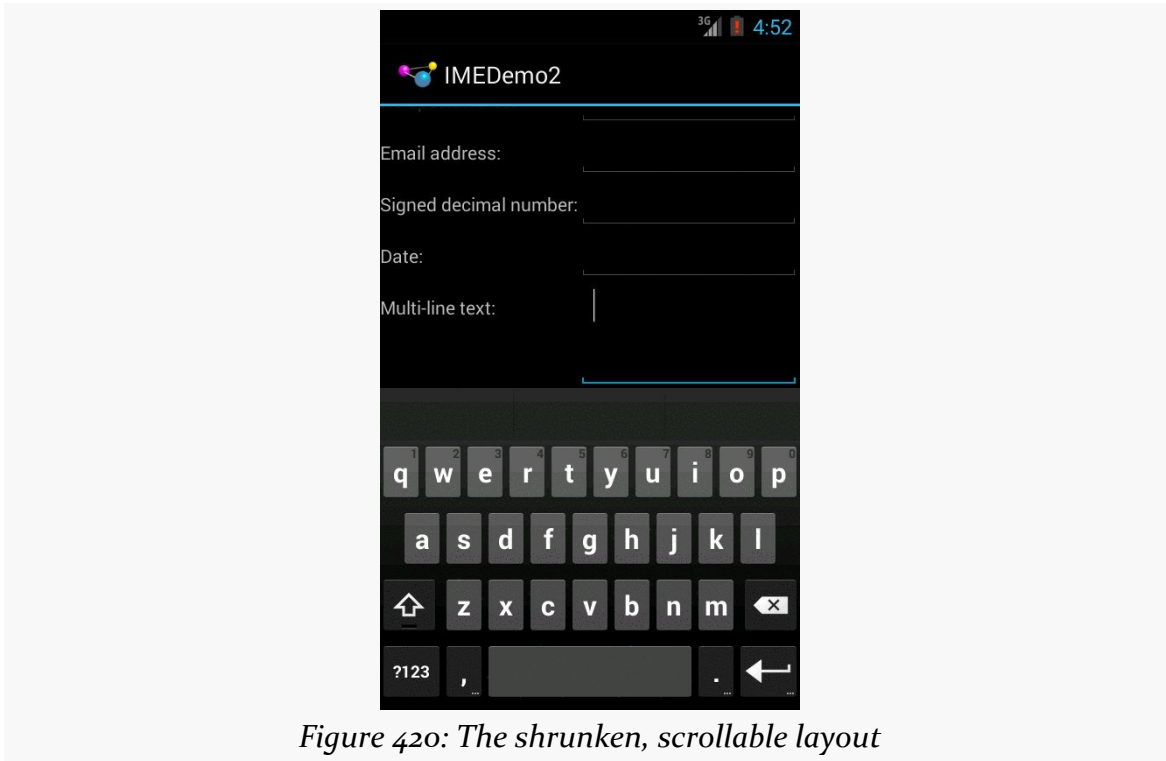 3G 4:52
IMEDemo2
Email address:
Signed decimal number:
Date:
Multi-line text:
1 2 3 4 5 6 7 8 9 0
q w e r t y u i o p
a s d f g h j k l
z x c v b n m
?123 , ... . ... ...
Figure 420: The shrunken, scrollable layout